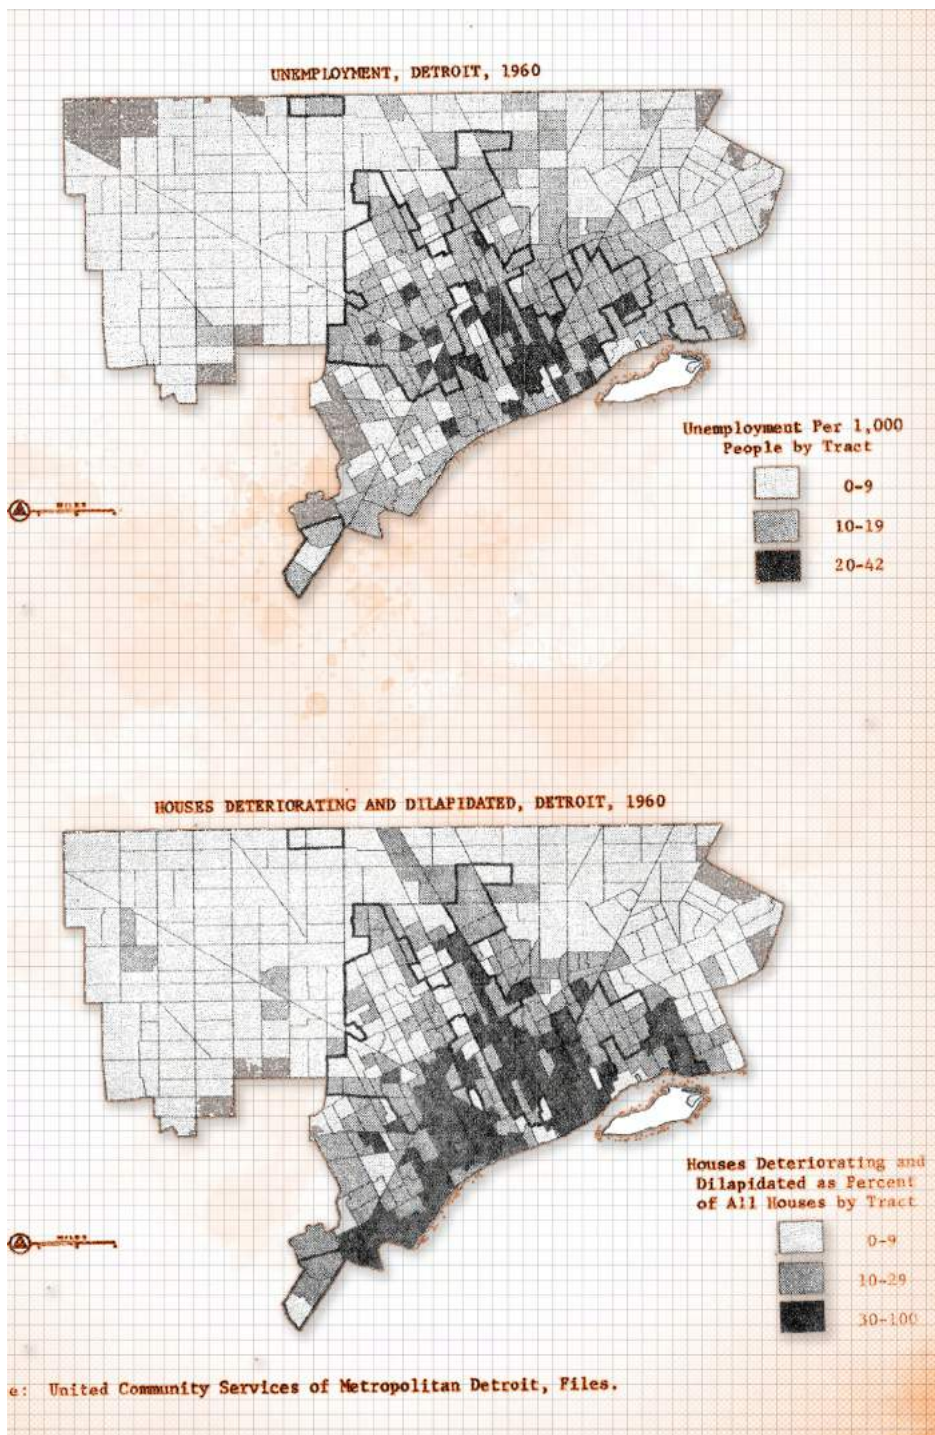 UNEMPLOYMENT, DETROIT, 1960
Unemployment Per 1,000
People by Tract
0-9
10-19
20-42
MILES
HOUSES DETERIORATING AND DILAPIDATED, DETROIT, 1960
Houses Deteriorating and
Dilapidated as Percent
of All Houses by Tract
0-9
10-29
30-100
MILES
e: United Community Services of Metropolitan Detroit, Files.